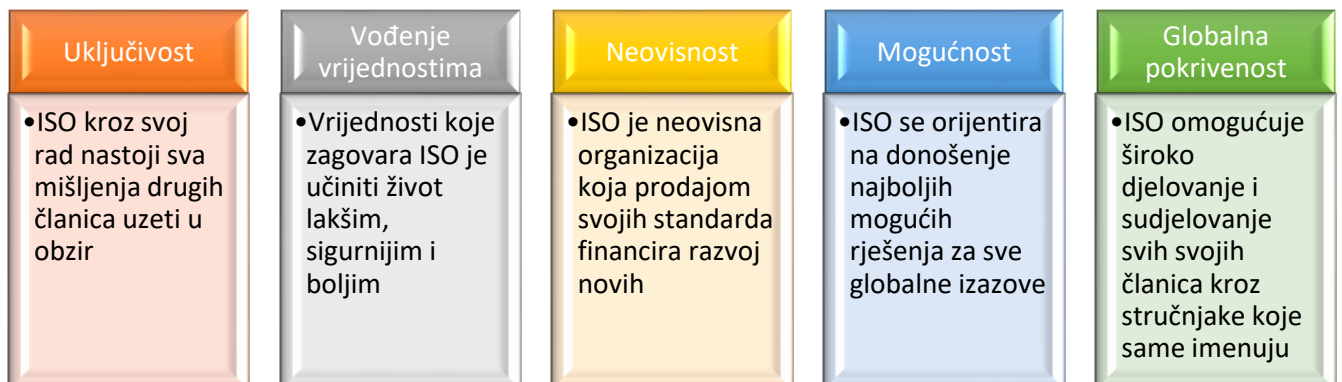 Uključivost
•ISO kroz svoj
rad nastoji sva
mišljenja drugih
članica uzeti u
obzir
Vođenje
vrijednostima
•Vrijednosti koje
zagovara ISO je
učiniti život
lakšim,
sigurnijim i
boljim
Neovisnost
•ISO je neovisna
organizacija
koja prodajom
svojih standarda
financira razvoj
novih
Mogućnost
•ISO se orijentira
na donošenje
najboljih
mogućih
rješenja za sve
globalne izazove
Globalna
pokrivenost
•ISO omogućuje
široko
djelovanje i
sudjelovanje
svih svojih
članica kroz
stručnjake koje
same imenuju